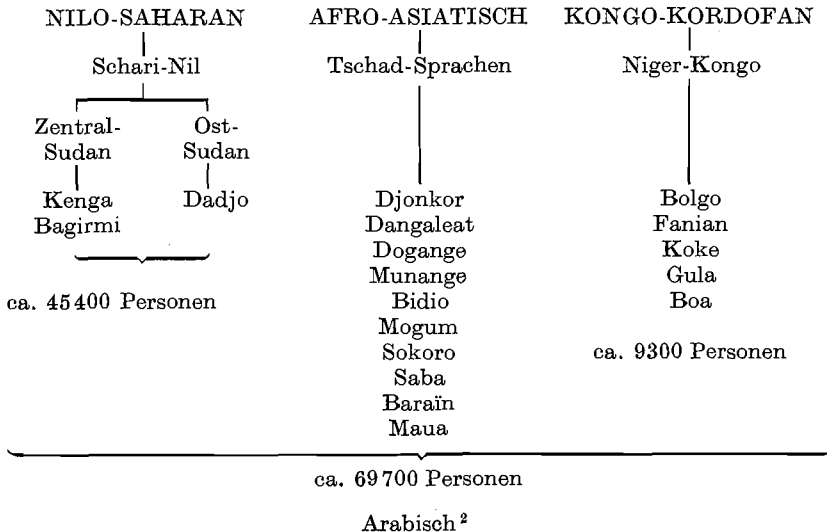 NILO-SAHARAN AFRO-ASIATISCH KONGO-KORDOFAN
Schari-Nil Tschad-Sprachen Niger-Kongo
Zentral- Ost-
Sudan Sudan
Kenga Dadjo Djonkor Bolgo
Bagirmi Dangaleat Fanian
Dogange Koke
Munange Gula
ca. 45400 Personen Bidio Boa
Mogum
Sokoro ca. 9300 Personen
Saba
Baraïn
Maua
ca. 69700 Personen
Arabisch ²